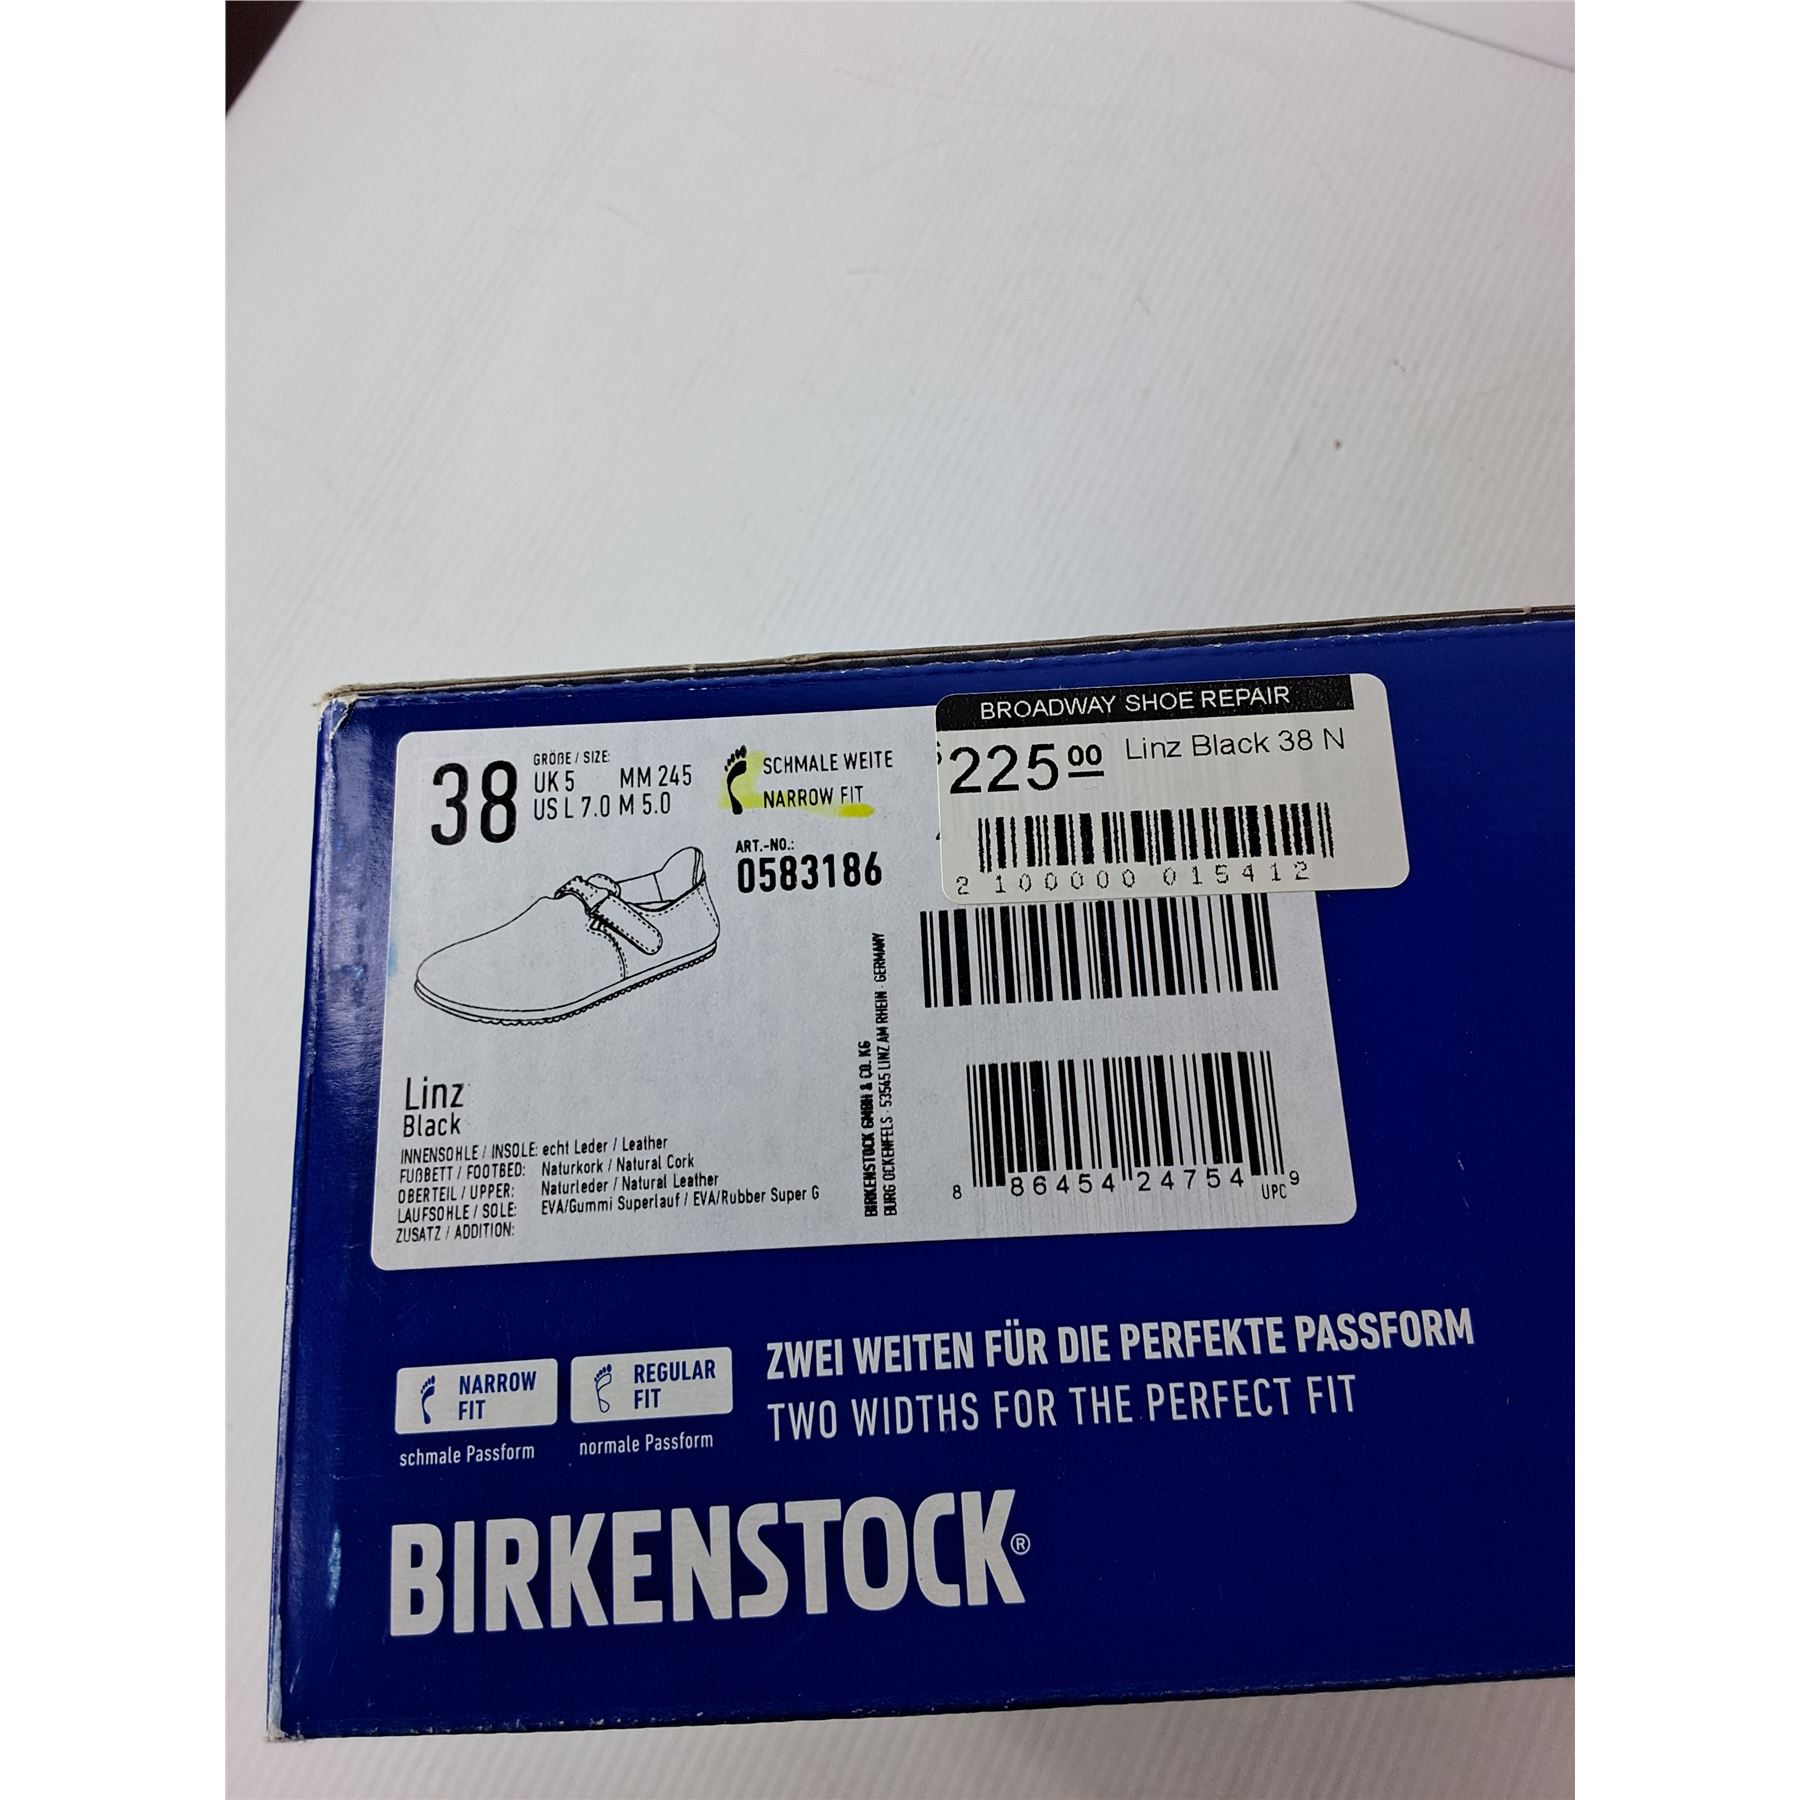 BROADWAY SHOE REPAIR
$225.00 Linz Black 38 N
2 100000 015412
38 GRÖßE / SIZE:
UK 5 MM 245
US L 7.0 M 5.0
SCHMALE WEITE
NARROW FIT
ART.-NO.:
0583186
Linz
Black
INNENSOHLE / INSOLE: echt Leder / Leather
FUßBETT / FOOTBED: Naturkork / Natural Cork
OBERTEIL / UPPER: Naturleder / Natural Leather
LAUFSOHLE / SOLE: EVA/Gummi Superlauf / EVA/Rubber Super G
ZUSATZ / ADDITION:
BIRKENSTOCK GMBH & CO. KG
BURG OCKENFELS · 53545 LINZ AM RHEIN · GERMANY
8 86454 24754 9
UPC
NARROW
FIT
schmale Passform
REGULAR
FIT
normale Passform
ZWEI WEITEN FÜR DIE PERFEKTE PASSFORM
TWO WIDTHS FOR THE PERFECT FIT
BIRKENSTOCK®